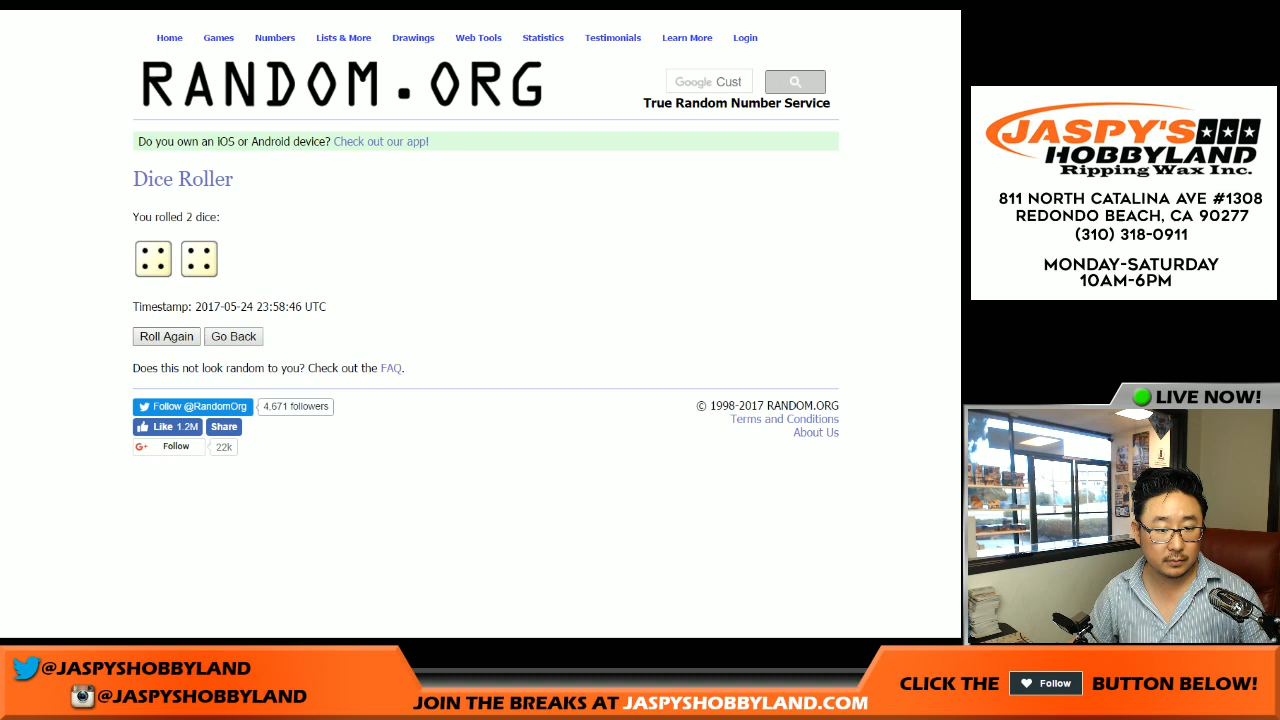 Home Games Numbers Lists & More Drawings Web Tools Statistics Testimonials Learn More Login
RANDOM.ORG
Google Cust
True Random Number Service
Do you own an iOS or Android device? Check out our app!
Dice Roller
You rolled 2 dice:
Timestamp: 2017-05-24 23:58:46 UTC
Roll Again Go Back
Does this not look random to you? Check out the FAQ.
Follow @RandomOrg 4,671 followers
Like 1.2M Share
G+ Follow 22k
© 1998-2017 RANDOM.ORG
Terms and Conditions
About Us
JASPY'S
HOBBYLAND
Ripping Wax Inc.
811 NORTH CATALINA AVE #1308
REDONDO BEACH, CA 90277
(310) 318-0911
MONDAY-SATURDAY
10AM-6PM
LIVE NOW!
@JASPYSHOBBYLAND
@JASPYSHOBBYLAND
JOIN THE BREAKS AT JASPYSHOBBYLAND.COM
CLICK THE Follow BUTTON BELOW!